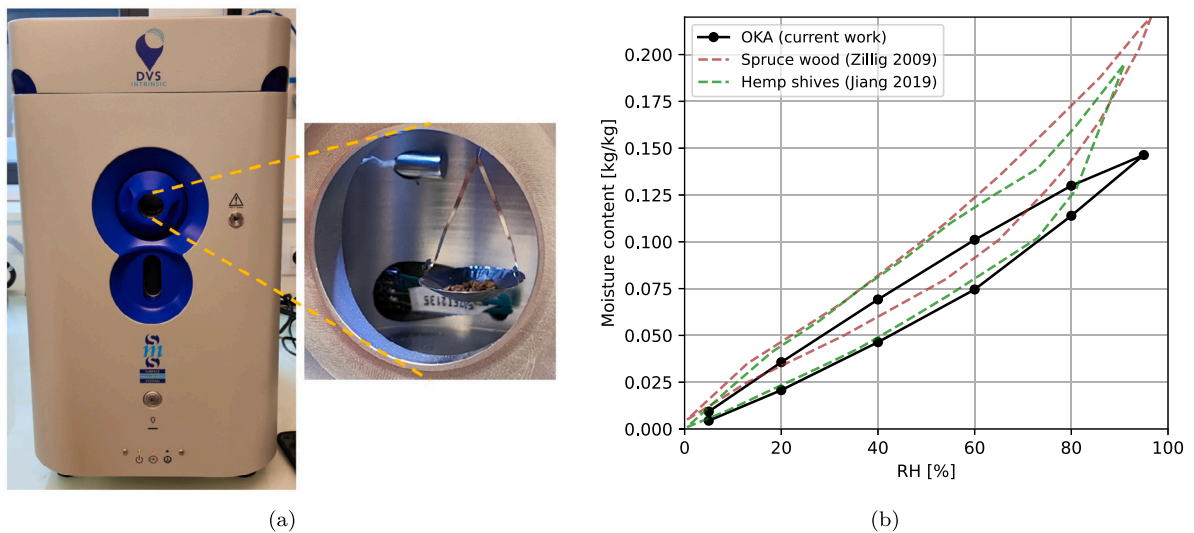 DVS
INTRINSIC
SMS
(a)
0.200
0.175
0.150
0.125
0.100
0.075
0.050
0.025
0.000
Moisture content [kg/kg]
OKA (current work)
Spruce wood (Zillig 2009)
Hemp shives (Jiang 2019)
0
20
40
60
80
100
RH [%]
(b)